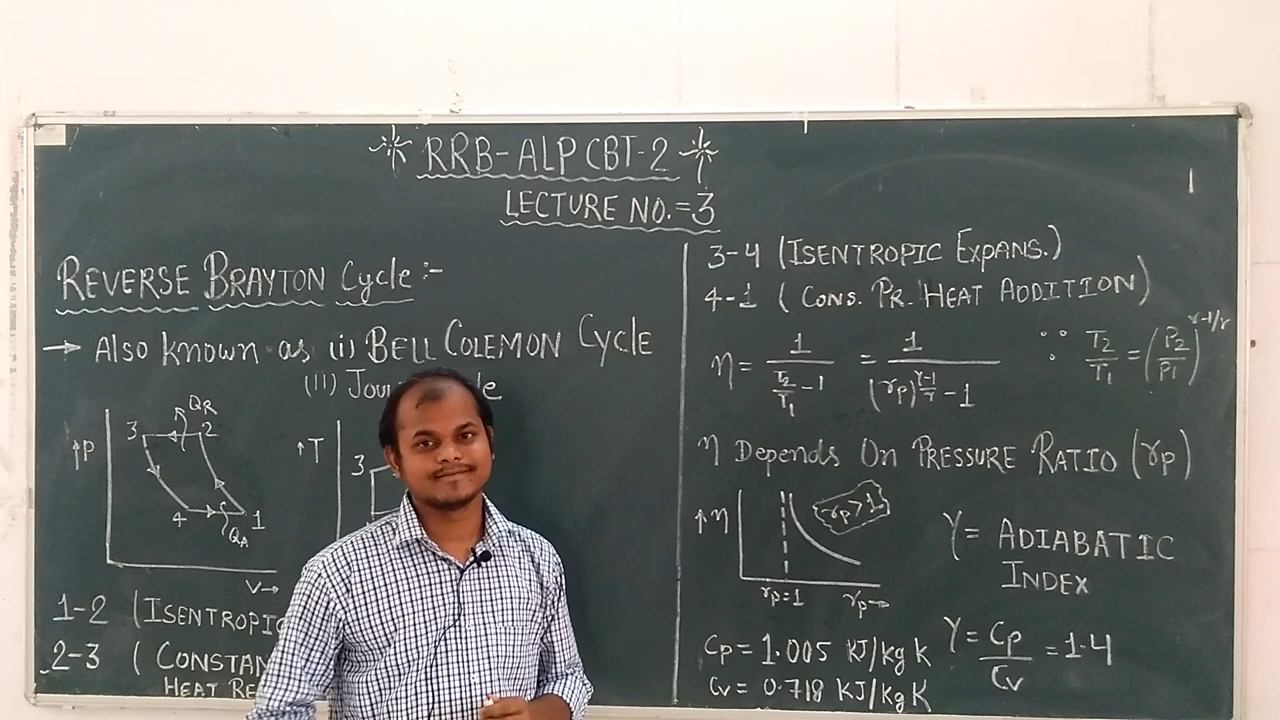 RRB-ALP CBT-2
LECTURE NO.=3
REVERSE BRAYTON Cycle :-
→ Also known as (i) BELL COLEMON Cycle
(II)
↑P
3
QR
2
4
1
QA
V→
↑T
3
1-2 (ISENTROPIC
2-3 (
3-4 (ISENTROPIC EXPANS.)
4-1 (CONS. PR. HEAT ADDITION)
η = 1/(T2/T1 - 1) = 1/((rp)^(γ-1/γ) - 1) ∵ T2/T1 = (P2/P1)^(γ-1/γ)
η Depends On PRESSURE RATIO (rp)
↑η
rp>1
rp=1
rp→
γ = ADIABATIC
INDEX
Cp = 1.005 KJ/kg K
Cv = 0.718 KJ/kg K
γ = Cp/Cv = 1.4